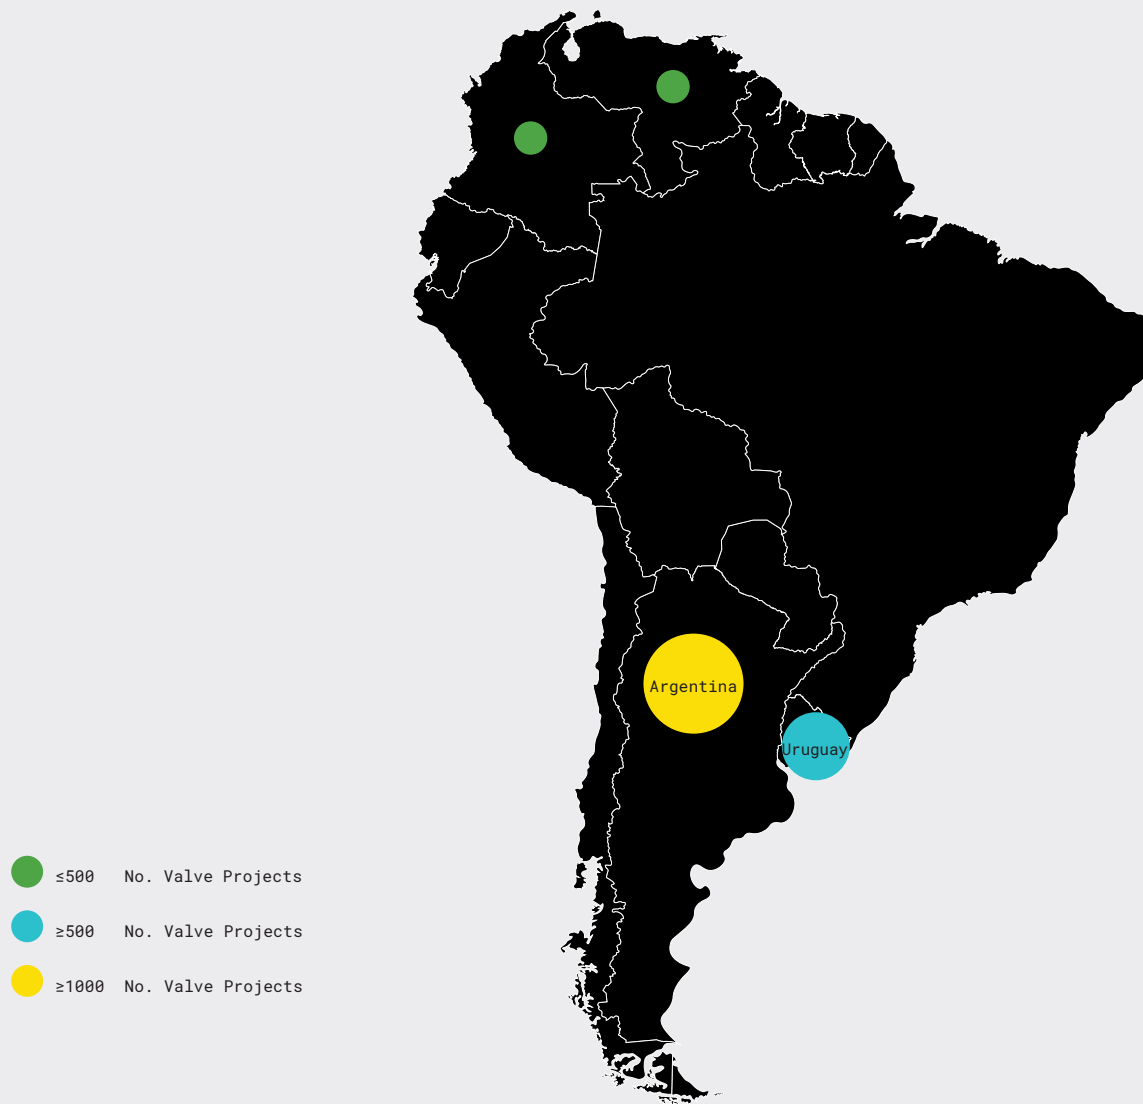 Argentina
Uruguay
≤500 No. Valve Projects
≥500 No. Valve Projects
≥1000 No. Valve Projects